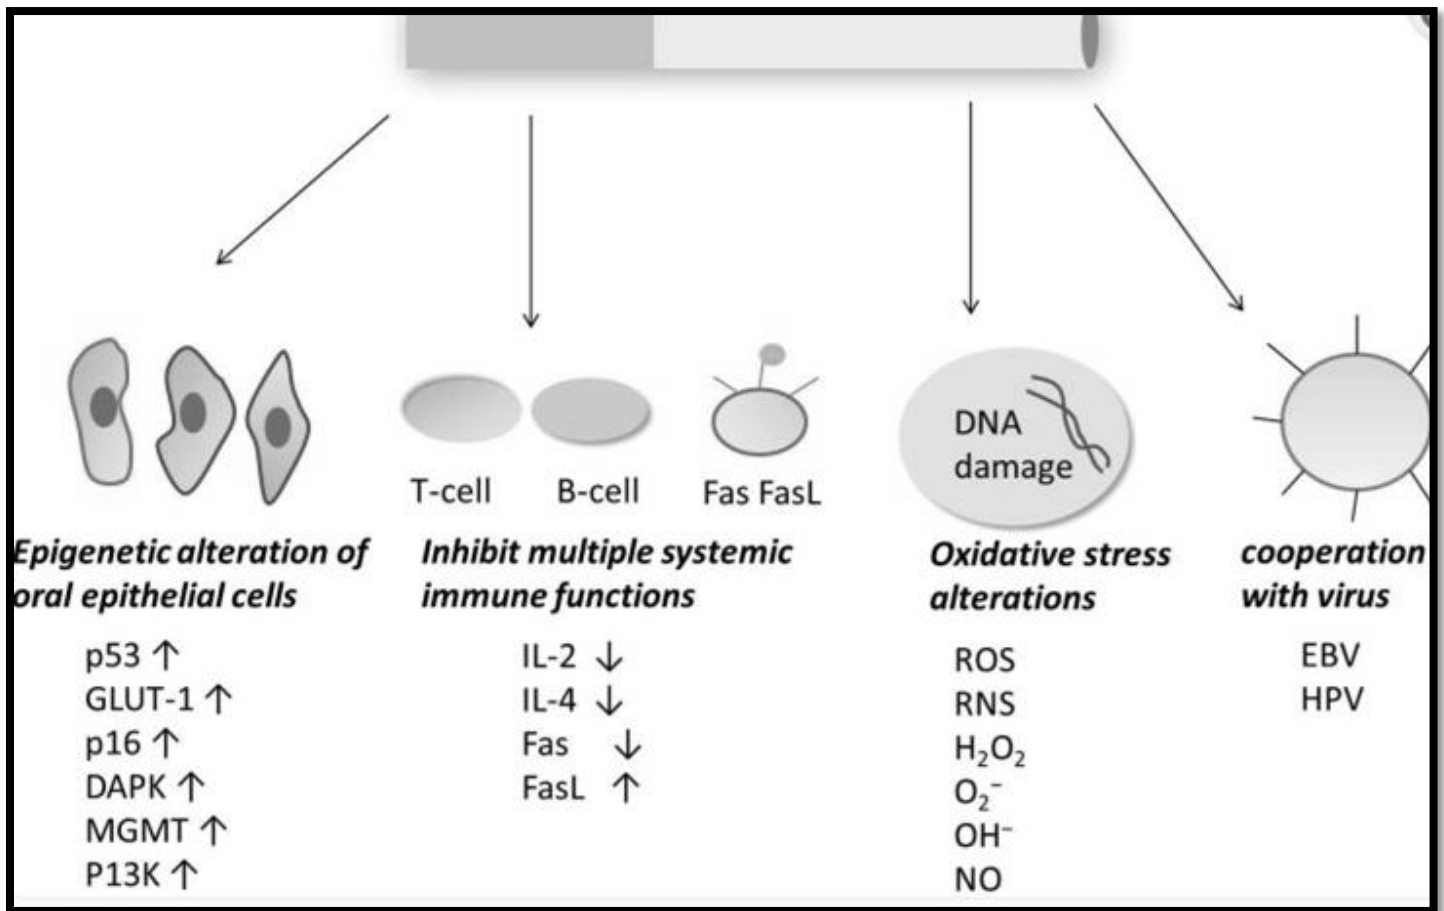 T-cell
B-cell
Fas FasL
DNA
damage
Epigenetic alteration of
oral epithelial cells
p53 ↑
GLUT-1 ↑
p16 ↑
DAPK ↑
MGMT ↑
P13K ↑
Inhibit multiple systemic
immune functions
IL-2 ↓
IL-4 ↓
Fas ↓
FasL ↑
Oxidative stress
alterations
ROS
RNS
H₂O₂
O₂⁻
OH⁻
NO
cooperation
with virus
EBV
HPV